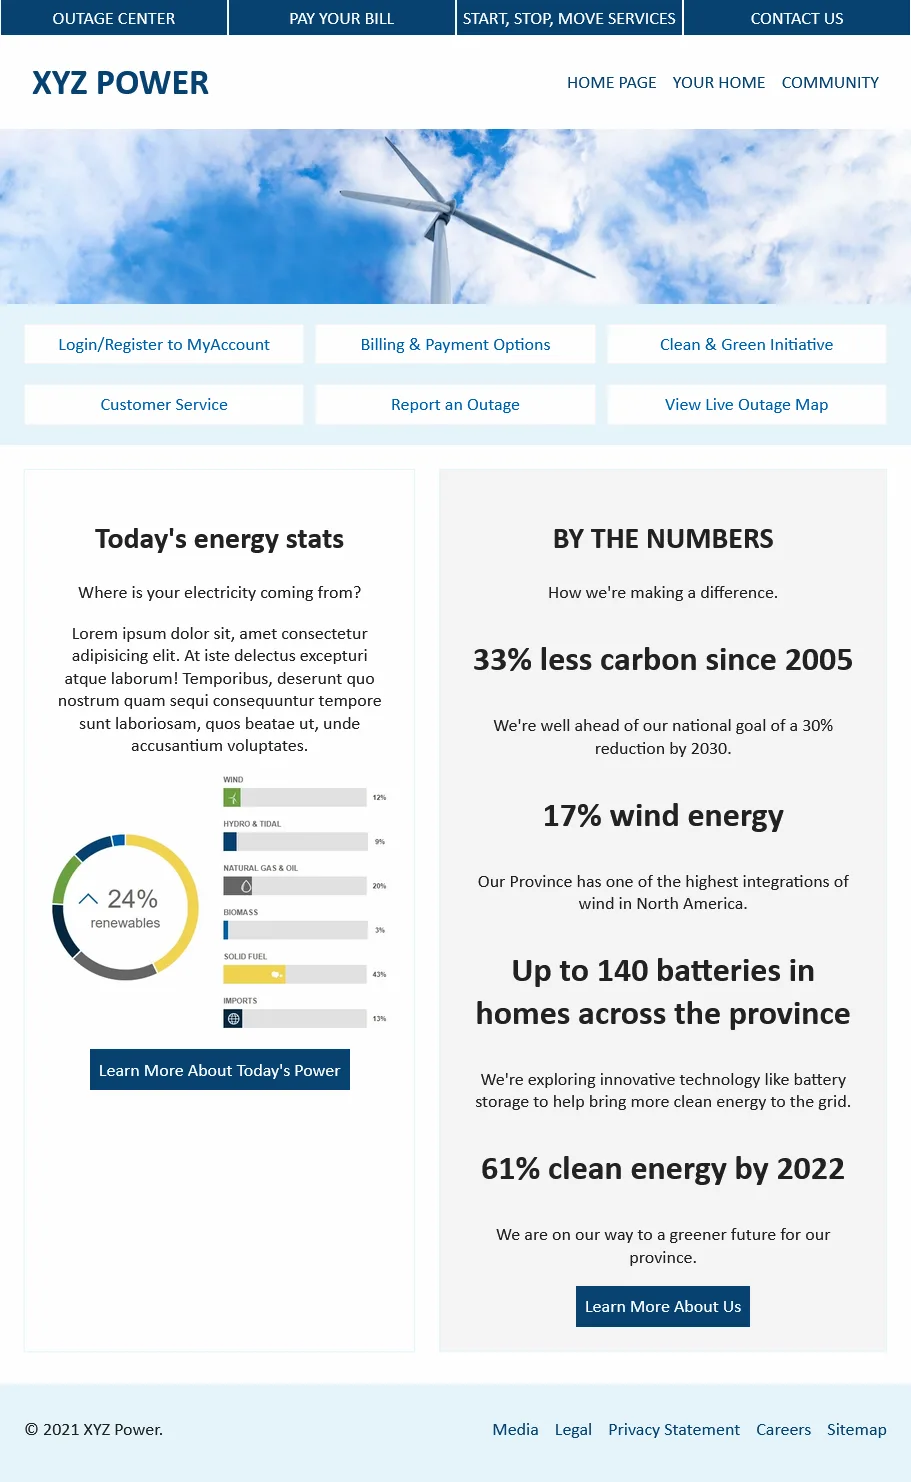 OUTAGE CENTER
PAY YOUR BILL
START, STOP, MOVE SERVICES
CONTACT US
XYZ POWER
HOME PAGE
YOUR HOME
COMMUNITY
Login/Register to MyAccount
Billing & Payment Options
Clean & Green Initiative
Customer Service
Report an Outage
View Live Outage Map
Today's energy stats
Where is your electricity coming from?
Lorem ipsum dolor sit, amet consectetur
adipisicing elit. At iste delectus excepturi
atque laborum! Temporibus, deserunt quo
nostrum quam sequi consequuntur tempore
sunt laboriosam, quos beatae ut, unde
accusantium voluptates.
24%
renewables
WIND
12%
HYDRO & TIDAL
9%
NATURAL GAS & OIL
20%
BIOMASS
3%
SOLID FUEL
43%
IMPORTS
13%
Learn More About Today's Power
BY THE NUMBERS
How we're making a difference.
33% less carbon since 2005
We're well ahead of our national goal of a 30%
reduction by 2030.
17% wind energy
Our Province has one of the highest integrations of
wind in North America.
Up to 140 batteries in
homes across the province
We're exploring innovative technology like battery
storage to help bring more clean energy to the grid.
61% clean energy by 2022
We are on our way to a greener future for our
province.
Learn More About Us
© 2021 XYZ Power.
Media
Legal
Privacy Statement
Careers
Sitemap